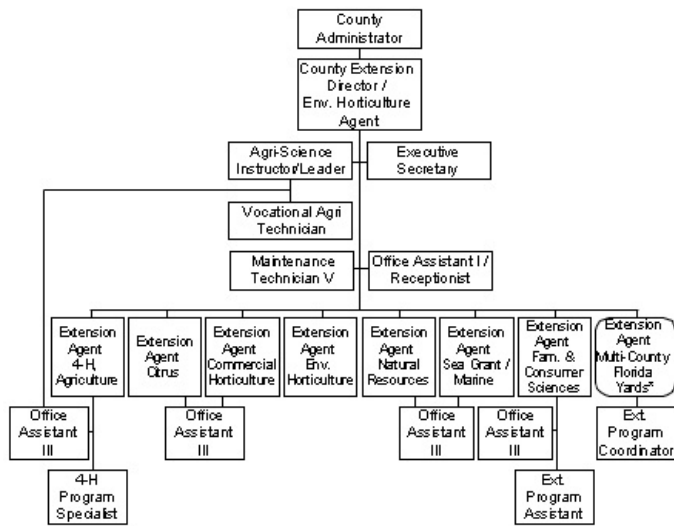 County
Administrator
County Extension
Director /
Env. Horticulture
Agent
Agri-Science
Instructor/Leader
Executive
Secretary
Vocational Agri
Technician
Maintenance
Technician V
Office Assistant I /
Receptionist
Extension
Agent
4-H,
Agriculture
Extension
Agent
Citrus
Extension
Agent
Commercial
Horticulture
Extension
Agent
Env.
Horticulture
Extension
Agent
Natural
Resources
Extension
Agent
Sea Grant /
Marine
Extension
Agent
Fam. &
Consumer
Sciences
Extension
Agent
Multi-County
Florida
Yards*
Office
Assistant
III
Office
Assistant
III
Office
Assistant
III
Office
Assistant
III
Ext.
Program
Coordinator
4-H
Program
Specialist
Ext.
Program
Assistant